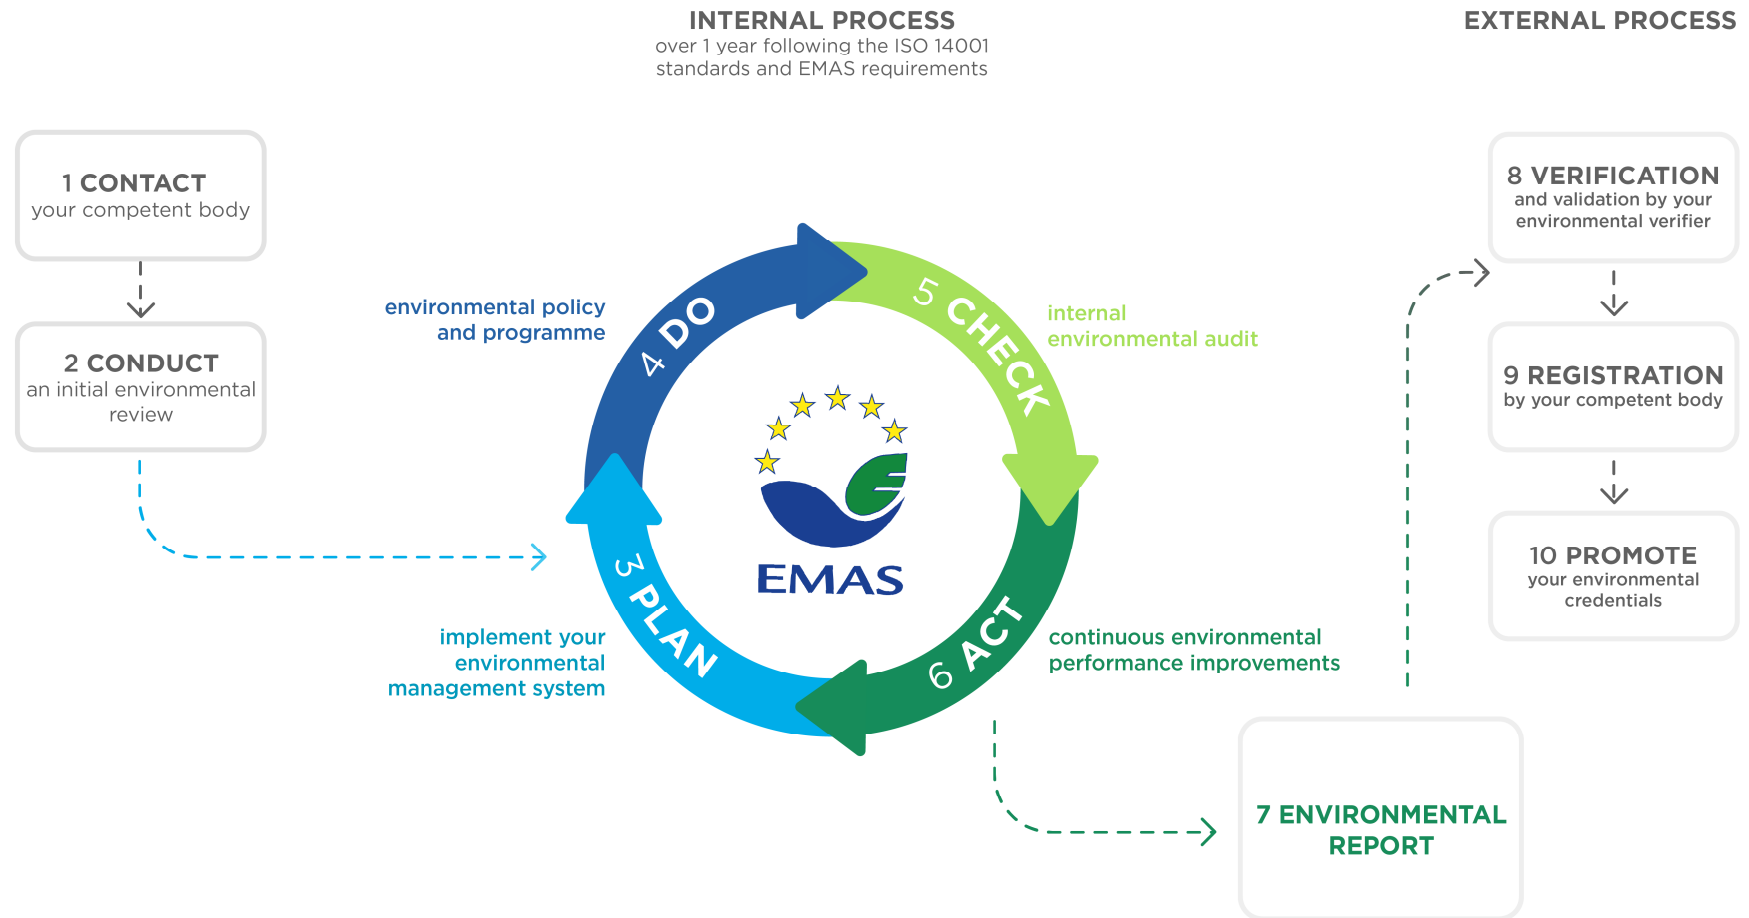 INTERNAL PROCESS
over 1 year following the ISO 14001
standards and EMAS requirements
EXTERNAL PROCESS
1 CONTACT
your competent body
2 CONDUCT
an initial environmental
review
3 PLAN
implement your
environmental
management system
4 DO
environmental policy
and programme
5 CHECK
internal
environmental audit
6 ACT
continuous environmental
performance improvements
EMAS
7 ENVIRONMENTAL
REPORT
8 VERIFICATION
and validation by your
environmental verifier
9 REGISTRATION
by your competent body
10 PROMOTE
your environmental
credentials